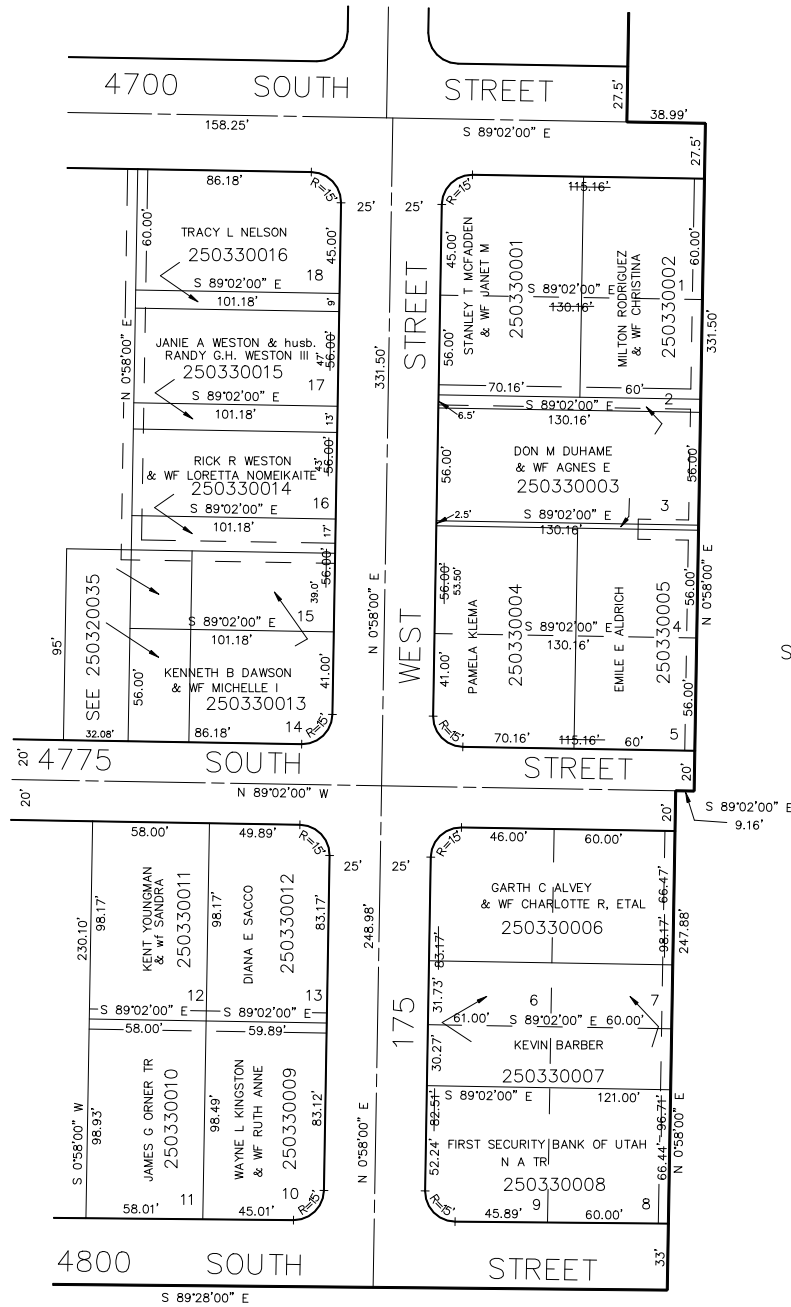 4700 SOUTH STREET
27.5'
38.99'
158.25'
S 89°02'00" E
27.5'
86.18'
R=15'
25'
25'
R=15'
115.16'
60.00'
TRACY L NELSON
250330016
18
45.00'
S 89°02'00" E
101.18'
9'
45.00'
STANLEY T MCFADDEN
& WF JANET M
250330001
S 89°02'00" E
130.16'
MILTON RODRIGUEZ
& WF CHRISTINA
250330002
1
60.00'
331.50'
N 0°58'00" E
JANIE A WESTON & husb.
RANDY G.H. WESTON III
250330015
17
47'
56.00'
S 89°02'00" E
101.18'
13'
331.50'
STREET
56.00'
70.16'
60'
2
S 89°02'00" E
130.16'
6.5'
RICK R WESTON
& WF LORETTA NOMEIKAITE
250330014
16
43'
56.00'
S 89°02'00" E
101.18'
17'
56.00'
DON M DUHAME
& WF AGNES E
250330003
3
56.00'
2.5'
130.16'
S 89°02'00" E
95'
SEE 250320035
56.00'
39.0'
15
S 89°02'00" E
101.18'
56.00'
KENNETH B DAWSON
& WF MICHELLE I
250330013
14
41.00'
R=15'
32.08'
86.18'
N 0°58'00" E
WEST
56.00'
53.50'
PAMELA KLEMA
250330004
S 89°02'00" E
130.16'
EMILE E ALDRICH
250330005
4
56.00'
N 0°58'00" E
S
41.00'
56.00'
5
R=15'
70.16'
115.16'
60'
20'
4775 SOUTH STREET
20'
20'
N 89°02'00" W
20'
S 89°02'00" E
9.16'
58.00'
49.89'
R=15'
25'
25'
R=15'
46.00'
60.00'
230.10'
98.17'
KENT YOUNGMAN
& wf SANDRA
250330011
12
98.17'
DIANA E SACCO
250330012
13
83.17'
S 89°02'00" E
S 89°02'00" E
58.00'
59.89'
248.98'
GARTH C ALVEY
& WF CHARLOTTE R, ETAL
250330006
66.47'
98.17'
247.88'
83.17'
31.73'
6
7
61.00'
S 89°02'00" E
60.00'
KEVIN BARBER
250330007
30.27'
S 89°02'00" E
121.00'
175
S 0°58'00" W
98.93'
JAMES G ORNER TR
250330010
11
98.49'
WAYNE L KINGSTON
& WF RUTH ANNE
250330009
10
83.12'
R=15'
58.01'
45.01'
N 0°58'00" E
82.51'
52.24'
FIRST SECURITY BANK OF UTAH
N A TR
250330008
96.71'
66.44'
N 0°58'00" E
9
8
R=15'
45.89'
60.00'
33'
4800 SOUTH STREET
S 89°28'00" E